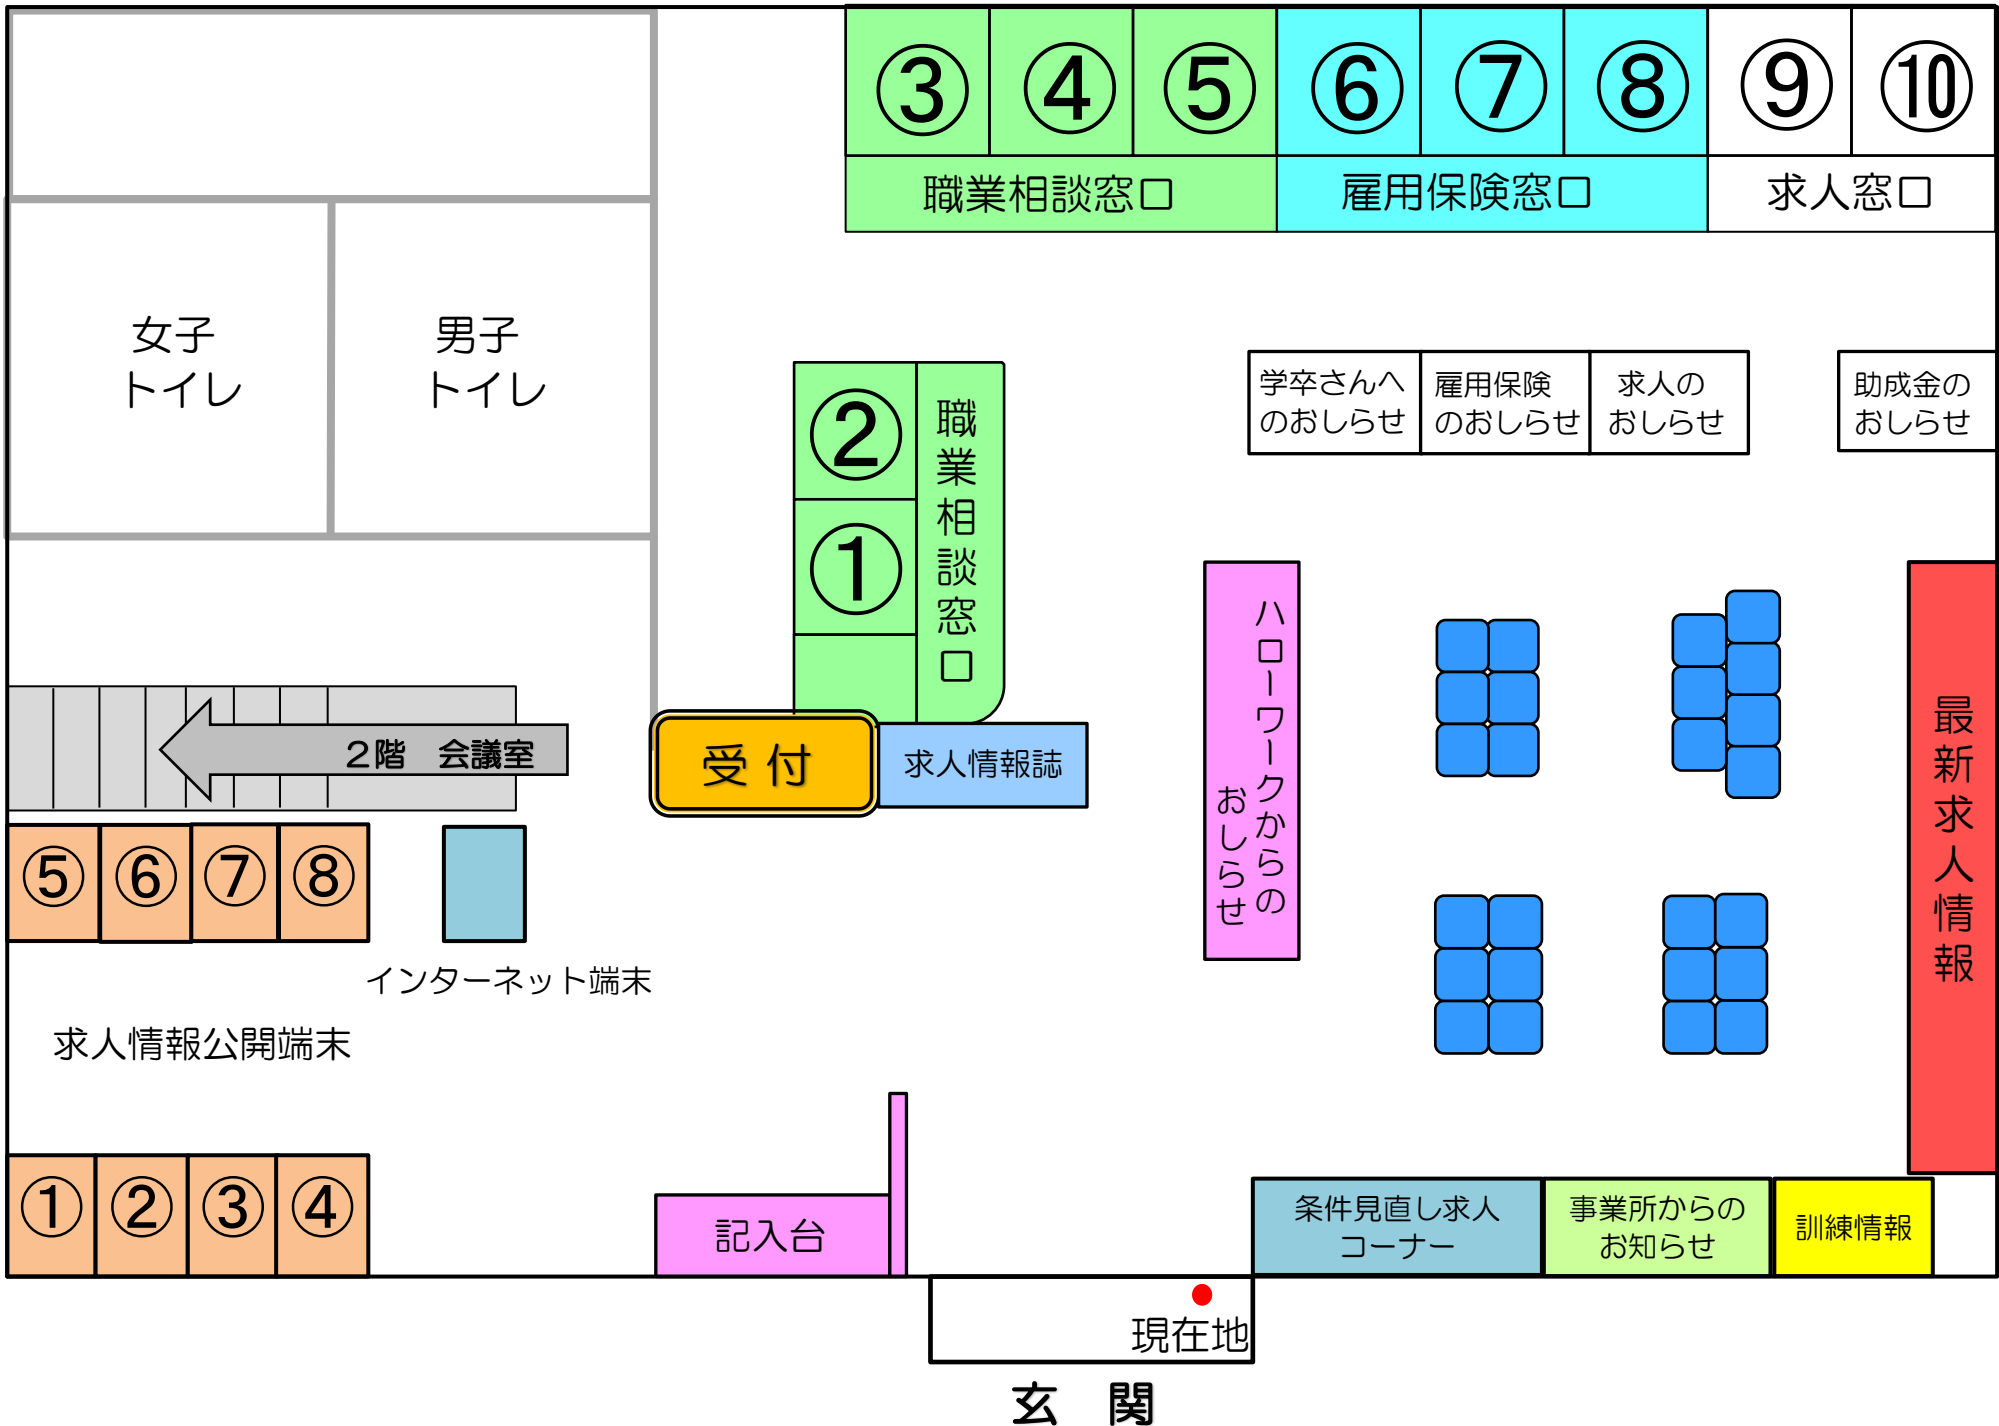 ③ ④ ⑤ ⑥ ⑦ ⑧ ⑨ ⑩
職業相談窓口
雇用保険窓口
求人窓口
女子
トイレ
男子
トイレ
②
①
職業相談窓口
学卒さんへ
のおしらせ
雇用保険
のおしらせ
求人の
おしらせ
助成金の
おしらせ
ハローワークからの
おしらせ
最新求人情報
2階　会議室
受付
求人情報誌
⑤ ⑥ ⑦ ⑧
インターネット端末
求人情報公開端末
① ② ③ ④
記入台
条件見直し求人
コーナー
事業所からの
お知らせ
訓練情報
現在地
玄　関